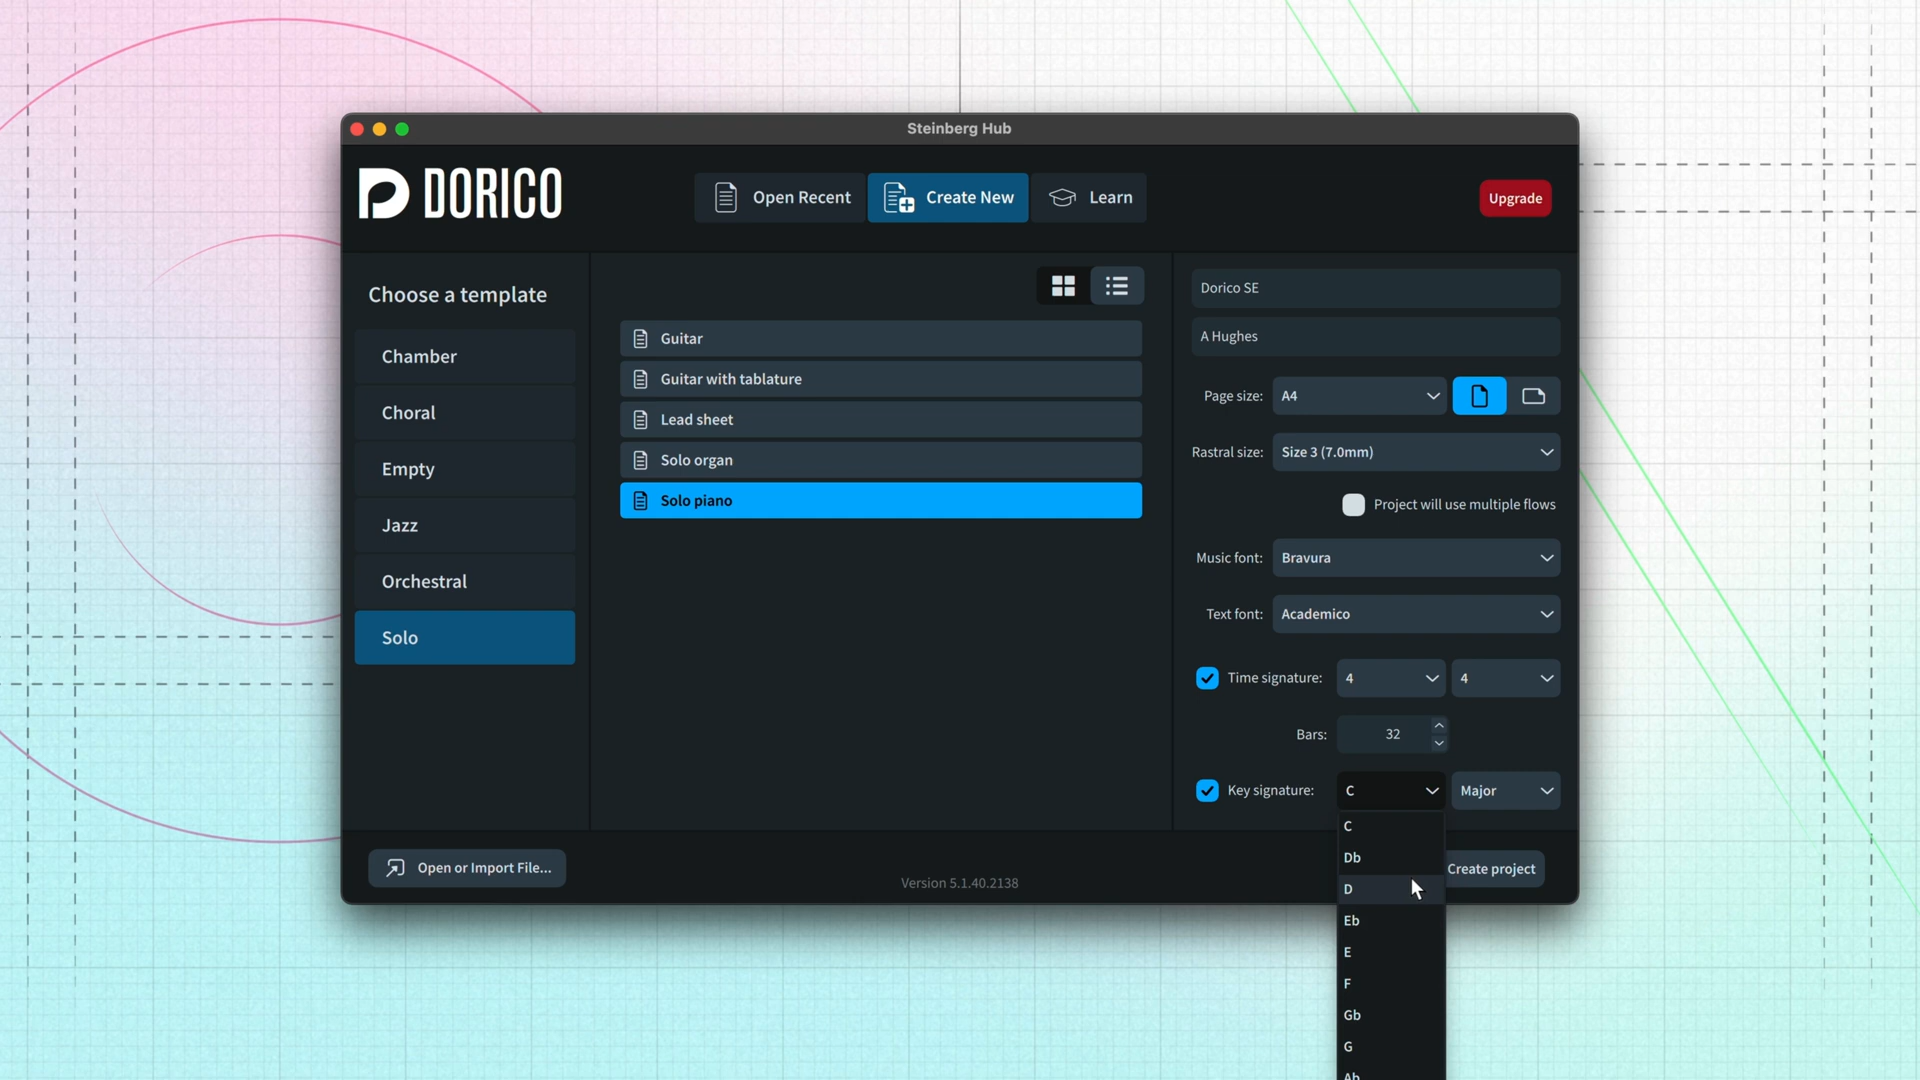 Steinberg Hub
DORICO
Open Recent
Create New
Learn
Upgrade
Choose a template
Chamber
Choral
Empty
Jazz
Orchestral
Solo
Guitar
Guitar with tablature
Lead sheet
Solo organ
Solo piano
Dorico SE
A Hughes
Page size: A4
Rastral size: Size 3 (7.0mm)
Project will use multiple flows
Music font: Bravura
Text font: Academico
Time signature: 4 4
Bars: 32
Key signature: C Major
C
Db
D
Eb
E
F
Gb
G
Ab
Open or Import File...
Version 5.1.40.2138
Create project